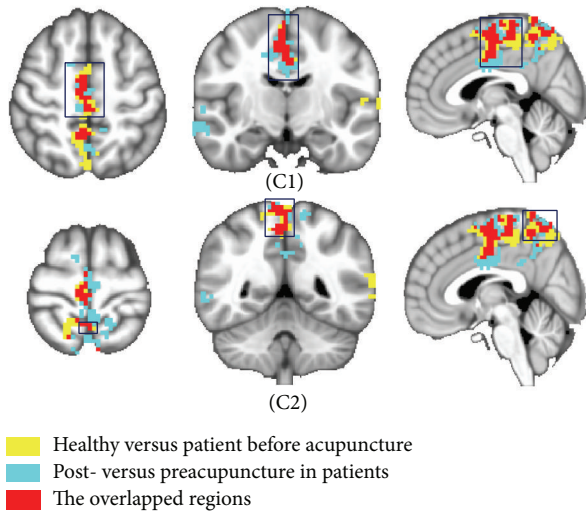 (C1)
(C2)
Healthy versus patient before acupuncture
Post- versus preacupuncture in patients
The overlapped regions